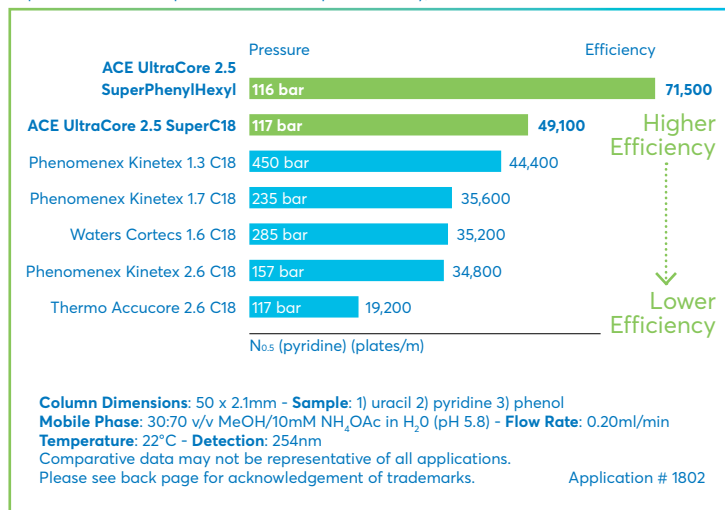 Pressure Efficiency
ACE UltraCore 2.5
SuperPhenylHexyl 116 bar 71,500
ACE UltraCore 2.5 SuperC18 117 bar 49,100
Higher
Efficiency
Phenomenex Kinetex 1.3 C18 450 bar 44,400
Phenomenex Kinetex 1.7 C18 235 bar 35,600
Waters Cortecs 1.6 C18 285 bar 35,200
Phenomenex Kinetex 2.6 C18 157 bar 34,800
Thermo Accucore 2.6 C18 117 bar 19,200
Lower
Efficiency
N0.5 (pyridine) (plates/m)
Column Dimensions: 50 x 2.1mm - Sample: 1) uracil 2) pyridine 3) phenol
Mobile Phase: 30:70 v/v MeOH/10mM NH4OAc in H20 (pH 5.8) - Flow Rate: 0.20ml/min
Temperature: 22°C - Detection: 254nm
Comparative data may not be representative of all applications.
Please see back page for acknowledgement of trademarks. Application # 1802